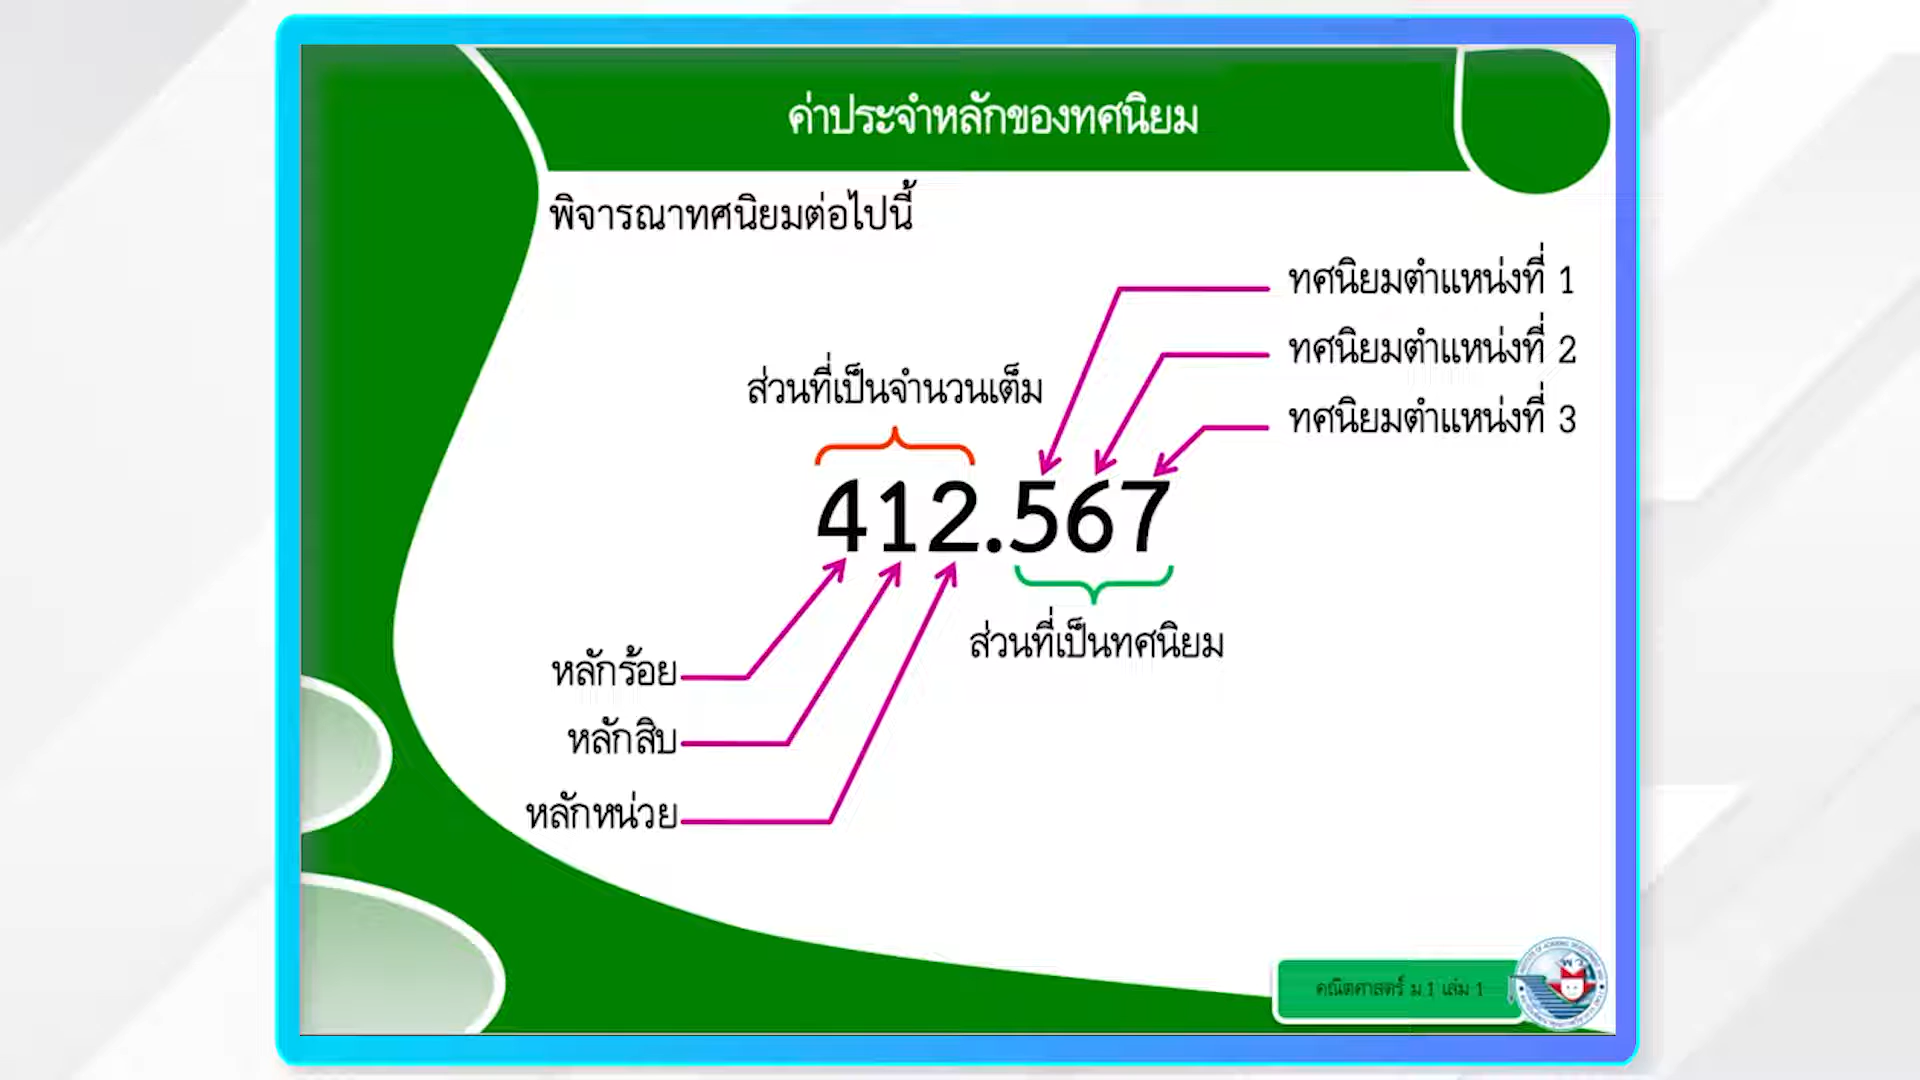 ค่าประจำหลักของทศนิยม
พิจารณาทศนิยมต่อไปนี้
ทศนิยมตำแหน่งที่ 1
ทศนิยมตำแหน่งที่ 2
ทศนิยมตำแหน่งที่ 3
ส่วนที่เป็นจำนวนเต็ม
412.567
ส่วนที่เป็นทศนิยม
หลักร้อย
หลักสิบ
หลักหน่วย
คณิตศาสตร์ ม.1 เล่ม 1
พว